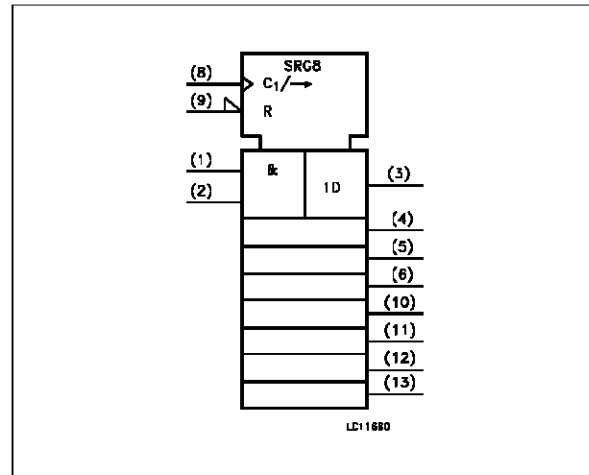 SRG8
(8) C1/→
(9) R
(1) & 1D (3)
(2)
(4)
(5)
(6)
(10)
(11)
(12)
(13)
LC11680